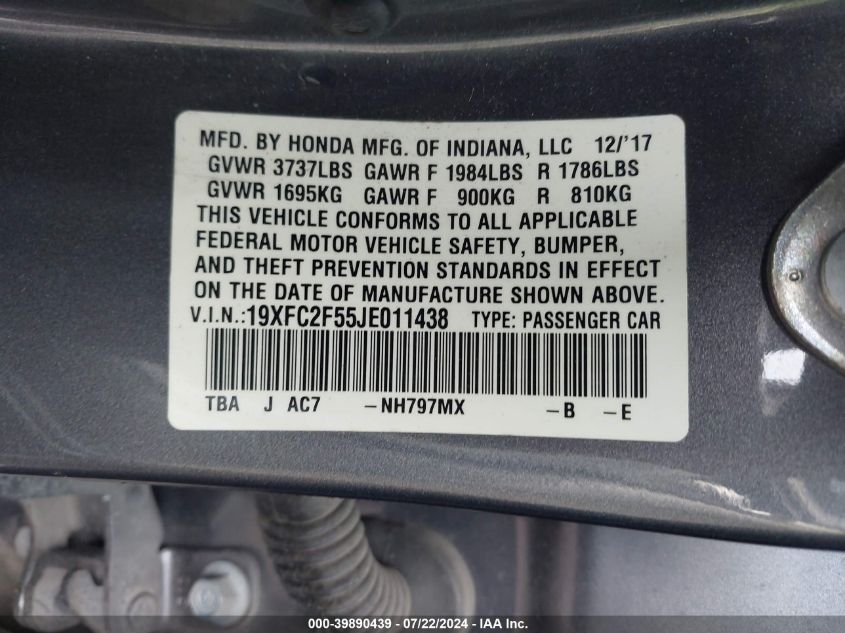 MFD. BY HONDA MFG. OF INDIANA, LLC 12/'17
GVWR 3737LBS GAWR F 1984LBS R 1786LBS
GVWR 1695KG GAWR F 900KG R 810KG
THIS VEHICLE CONFORMS TO ALL APPLICABLE
FEDERAL MOTOR VEHICLE SAFETY, BUMPER,
AND THEFT PREVENTION STANDARDS IN EFFECT
ON THE DATE OF MANUFACTURE SHOWN ABOVE.
V.I.N.:19XFC2F55JE011438 TYPE: PASSENGER CAR
TBA J AC7 -NH797MX -B -E
000-39890439 - 07/22/2024 - IAA Inc.